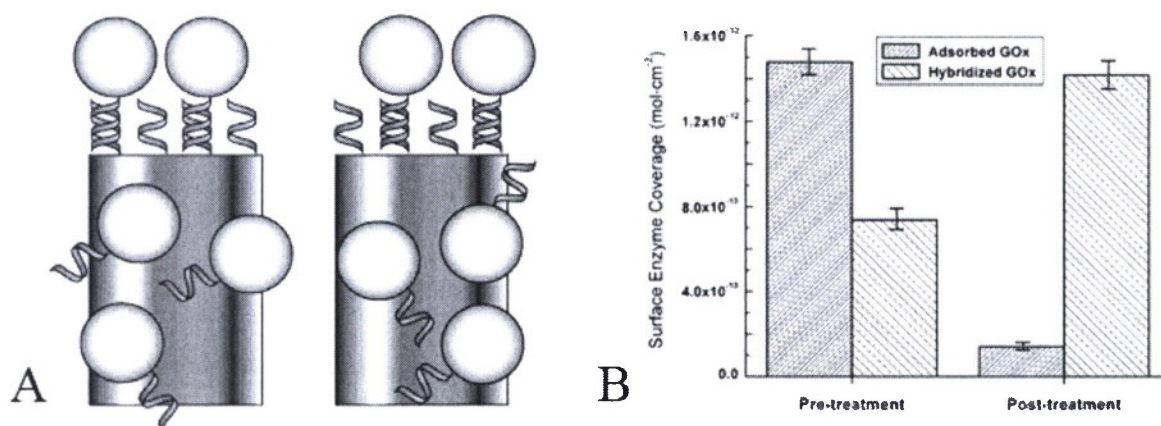 A
B
Surface Enzyme Coverage (mol-cm⁻²)
1.6x10⁻¹²
1.2x10⁻¹²
8.0x10⁻¹³
4.0x10⁻¹³
0.0
Adsorbed GOx
Hybridized GOx
Pre-treatment
Post-treatment